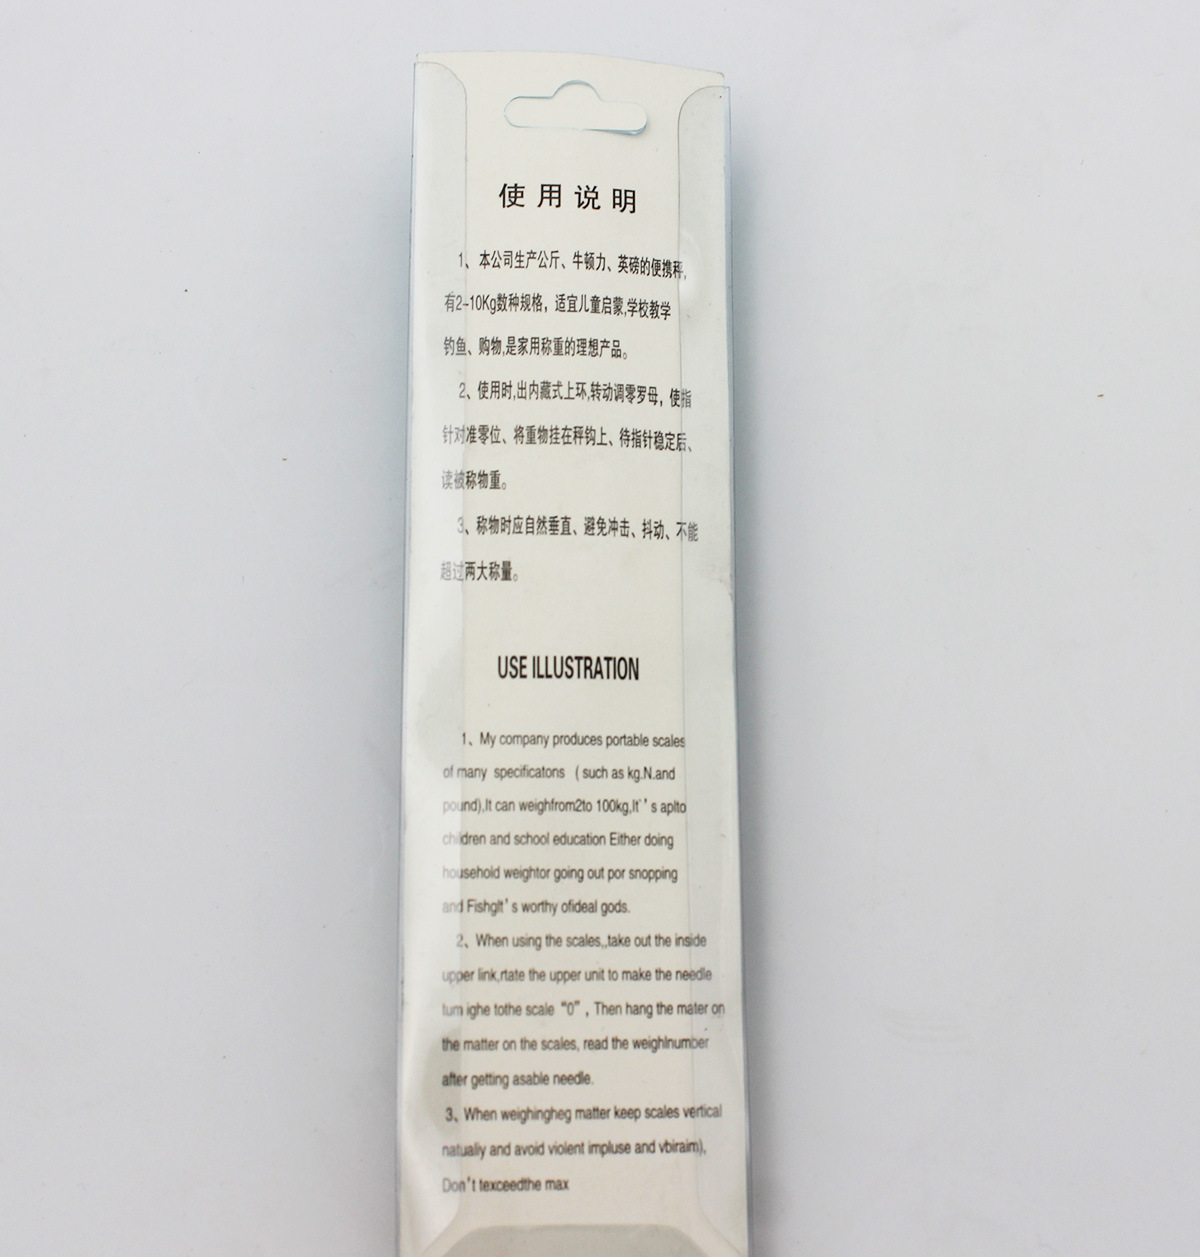 使用说明
1、本公司生产公斤、牛顿力、英磅的便携秤,
有2-10Kg数种规格，适宜儿童启蒙,学校教学
钓鱼、购物,是家用称重的理想产品。
2、使用时,出内藏式上环,转动调零罗母，使指
针对准零位、将重物挂在秤钩上、待指针稳定后、
读被称物重。
3、称物时应自然垂直、避免冲击、抖动、不能
超过两大称量。
USE ILLUSTRATION
1、My company produces portable scales
of many specificatons ( such as kg.N.and
pound),It can weighfrom2to 100kg,It`'s aplto
children and school education Either doing
household weightor going out por snopping
and FishgIt's worthy ofideal gods.
2、When using the scales,,take out the inside
upper link,rtate the upper unit to make the needle
tum ighe tothe scale “0”, Then hang the mater on
the matter on the scales, read the weighlnumber
after getting asable needle.
3、When weighingheg matter keep scales vertical
natually and avoid violent impluse and vbiraim),
Don't texceedthe max